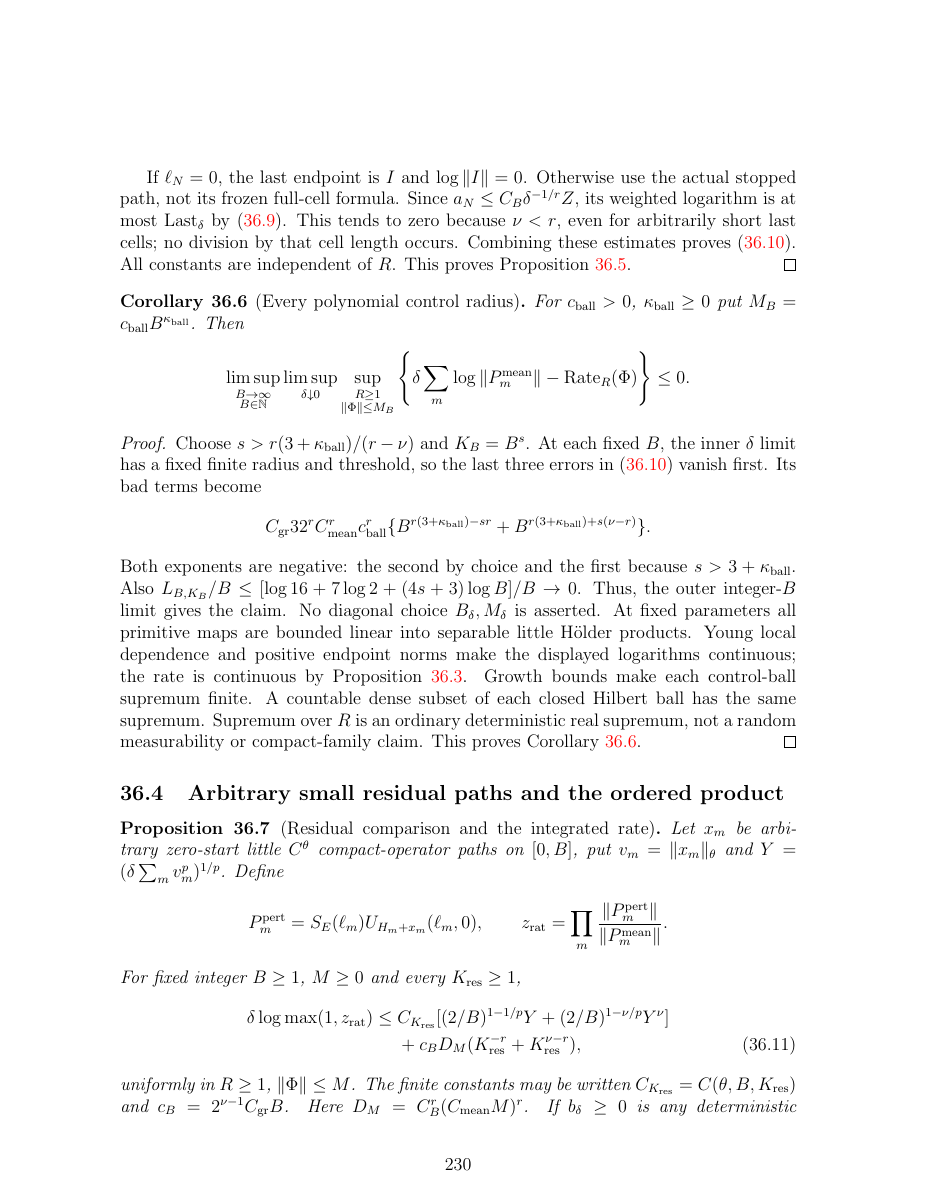 If ℓ_N = 0, the last endpoint is I and log ‖I‖ = 0. Otherwise use the actual stopped
path, not its frozen full-cell formula. Since a_N ≤ C_B δ^{−1/r} Z, its weighted logarithm is at
most Last_δ by (36.9). This tends to zero because ν < r, even for arbitrarily short last
cells; no division by that cell length occurs. Combining these estimates proves (36.10).
All constants are independent of R. This proves Proposition 36.5. □
Corollary 36.6 (Every polynomial control radius). For c_ball > 0, κ_ball ≥ 0 put M_B =
c_ball B^{κ_ball}. Then
lim sup_{B→∞, B∈ℕ} lim sup_{δ↓0} sup_{R≥1, ‖Φ‖≤M_B} { δ ∑_m log ‖P_m^{mean}‖ − Rate_R(Φ) } ≤ 0.
Proof. Choose s > r(3 + κ_ball)/(r − ν) and K_B = B^s. At each fixed B, the inner δ limit
has a fixed finite radius and threshold, so the last three errors in (36.10) vanish first. Its
bad terms become
C_gr 32^r C_mean^r c_ball^r {B^{r(3+κ_ball)−sr} + B^{r(3+κ_ball)+s(ν−r)}}.
Both exponents are negative: the second by choice and the first because s > 3 + κ_ball.
Also L_{B,K_B}/B ≤ [log 16 + 7 log 2 + (4s + 3) log B]/B → 0. Thus, the outer integer-B
limit gives the claim. No diagonal choice B_δ, M_δ is asserted. At fixed parameters all
primitive maps are bounded linear into separable little Hölder products. Young local
dependence and positive endpoint norms make the displayed logarithms continuous;
the rate is continuous by Proposition 36.3. Growth bounds make each control-ball
supremum finite. A countable dense subset of each closed Hilbert ball has the same
supremum. Supremum over R is an ordinary deterministic real supremum, not a random
measurability or compact-family claim. This proves Corollary 36.6. □
36.4 Arbitrary small residual paths and the ordered product
Proposition 36.7 (Residual comparison and the integrated rate). Let x_m be arbi-
trary zero-start little C^θ compact-operator paths on [0, B], put v_m = ‖x_m‖_θ and Y =
(δ ∑_m v_m^p)^{1/p}. Define
P_m^{pert} = S_E(ℓ_m)U_{H_m+x_m}(ℓ_m, 0), z_rat = ∏_m ‖P_m^{pert}‖ / ‖P_m^{mean}‖.
For fixed integer B ≥ 1, M ≥ 0 and every K_res ≥ 1,
δ log max(1, z_rat) ≤ C_{K_res}[(2/B)^{1−1/p} Y + (2/B)^{1−ν/p} Y^ν]
+ c_B D_M(K_res^{−r} + K_res^{ν−r}), (36.11)
uniformly in R ≥ 1, ‖Φ‖ ≤ M. The finite constants may be written C_{K_res} = C(θ, B, K_res)
and c_B = 2^{ν−1} C_gr B. Here D_M = C_B^r(C_mean M)^r. If b_δ ≥ 0 is any deterministic
230